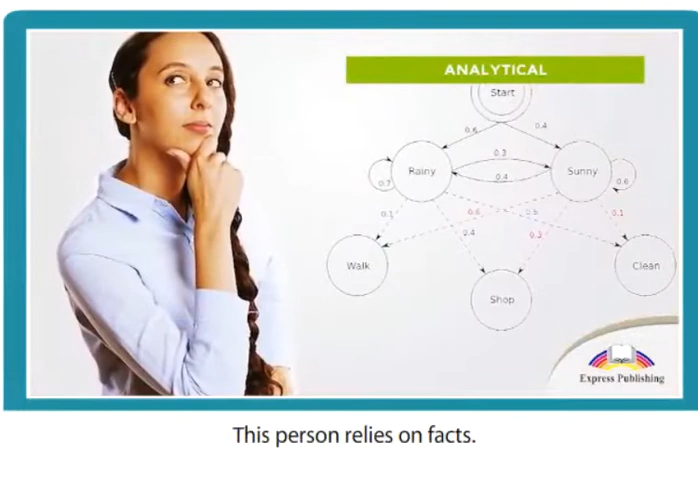 ANALYTICAL
Start
0.6
0.4
0.3
Rainy
Sunny
0.7
0.4
0.6
0.1
0.6
0.5
0.1
0.4
0.3
Walk
Clean
Shop
Express Publishing
This person relies on facts.